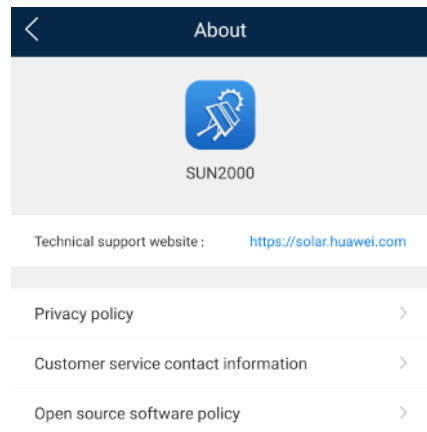 About
SUN2000
Technical support website : https://solar.huawei.com
Privacy policy
Customer service contact information
Open source software policy